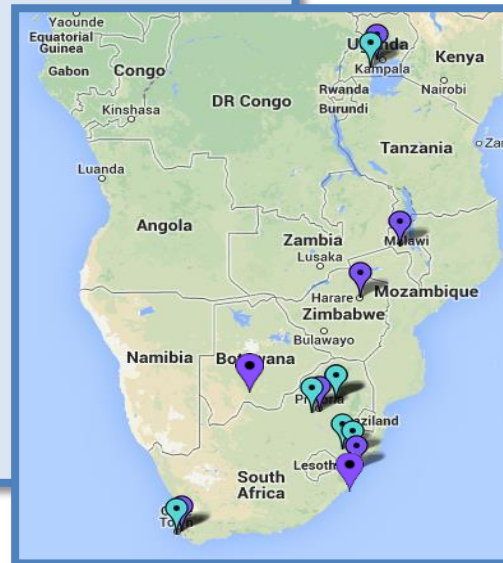 Yaounde
Equatorial
Guinea
Gabon
Congo
Kinshasa
DR Congo
Kampala
Kenya
Nairobi
Rwanda
Burundi
Tanzania
Luanda
Angola
Zambia
Lusaka
Malawi
Harare
Mozambique
Zimbabwe
Bulawayo
Namibia
South
Africa